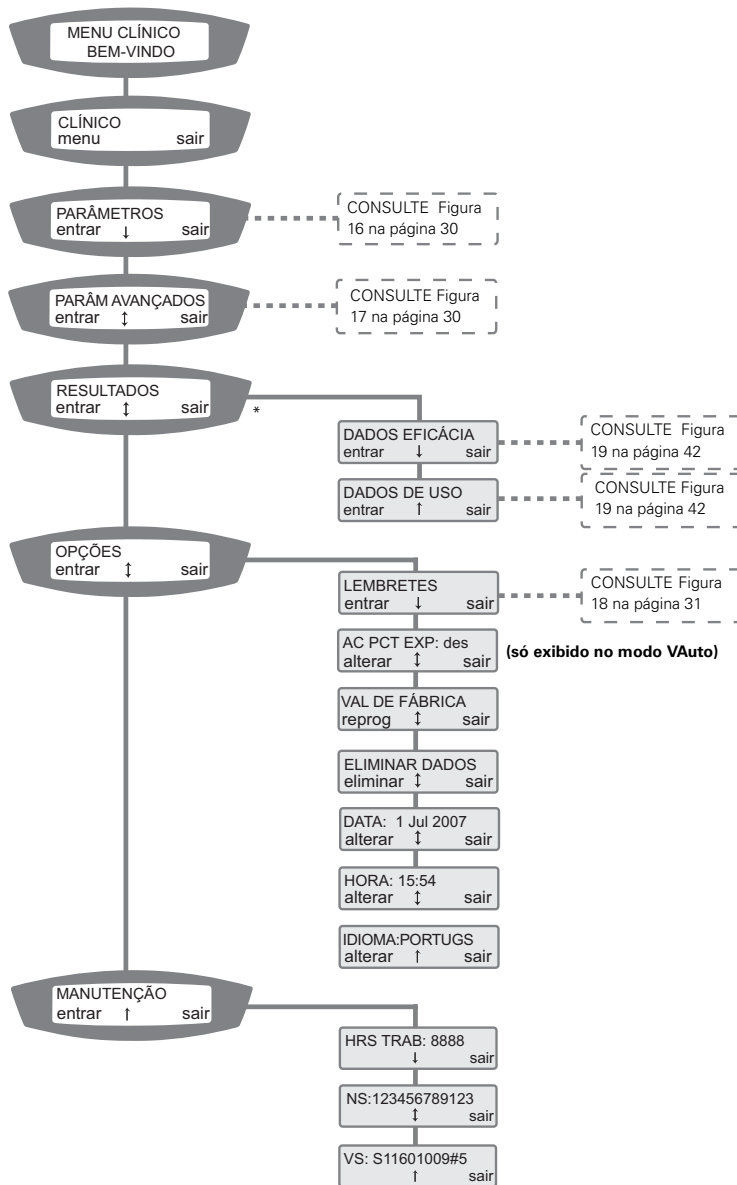 MENU CLÍNICO
BEM-VINDO
CLÍNICO
menu sair
PARÂMETROS
entrar ↓ sair
CONSULTE Figura
16 na página 30
PARÂM AVANÇADOS
entrar ↕ sair
CONSULTE Figura
17 na página 30
RESULTADOS
entrar ↕ sair
*
DADOS EFICÁCIA
entrar ↓ sair
CONSULTE Figura
19 na página 42
DADOS DE USO
entrar ↑ sair
CONSULTE Figura
19 na página 42
OPÇÕES
entrar ↕ sair
LEMBRETES
entrar ↓ sair
CONSULTE Figura
18 na página 31
AC PCT EXP: des
alterar ↕ sair
(só exibido no modo VAuto)
VAL DE FÁBRICA
reprog ↕ sair
ELIMINAR DADOS
eliminar ↕ sair
DATA: 1 Jul 2007
alterar ↕ sair
HORA: 15:54
alterar ↕ sair
IDIOMA:PORTUGS
alterar ↑ sair
MANUTENÇÃO
entrar ↑ sair
HRS TRAB: 8888
↓ sair
NS:123456789123
↕ sair
VS: S11601009#5
↑ sair